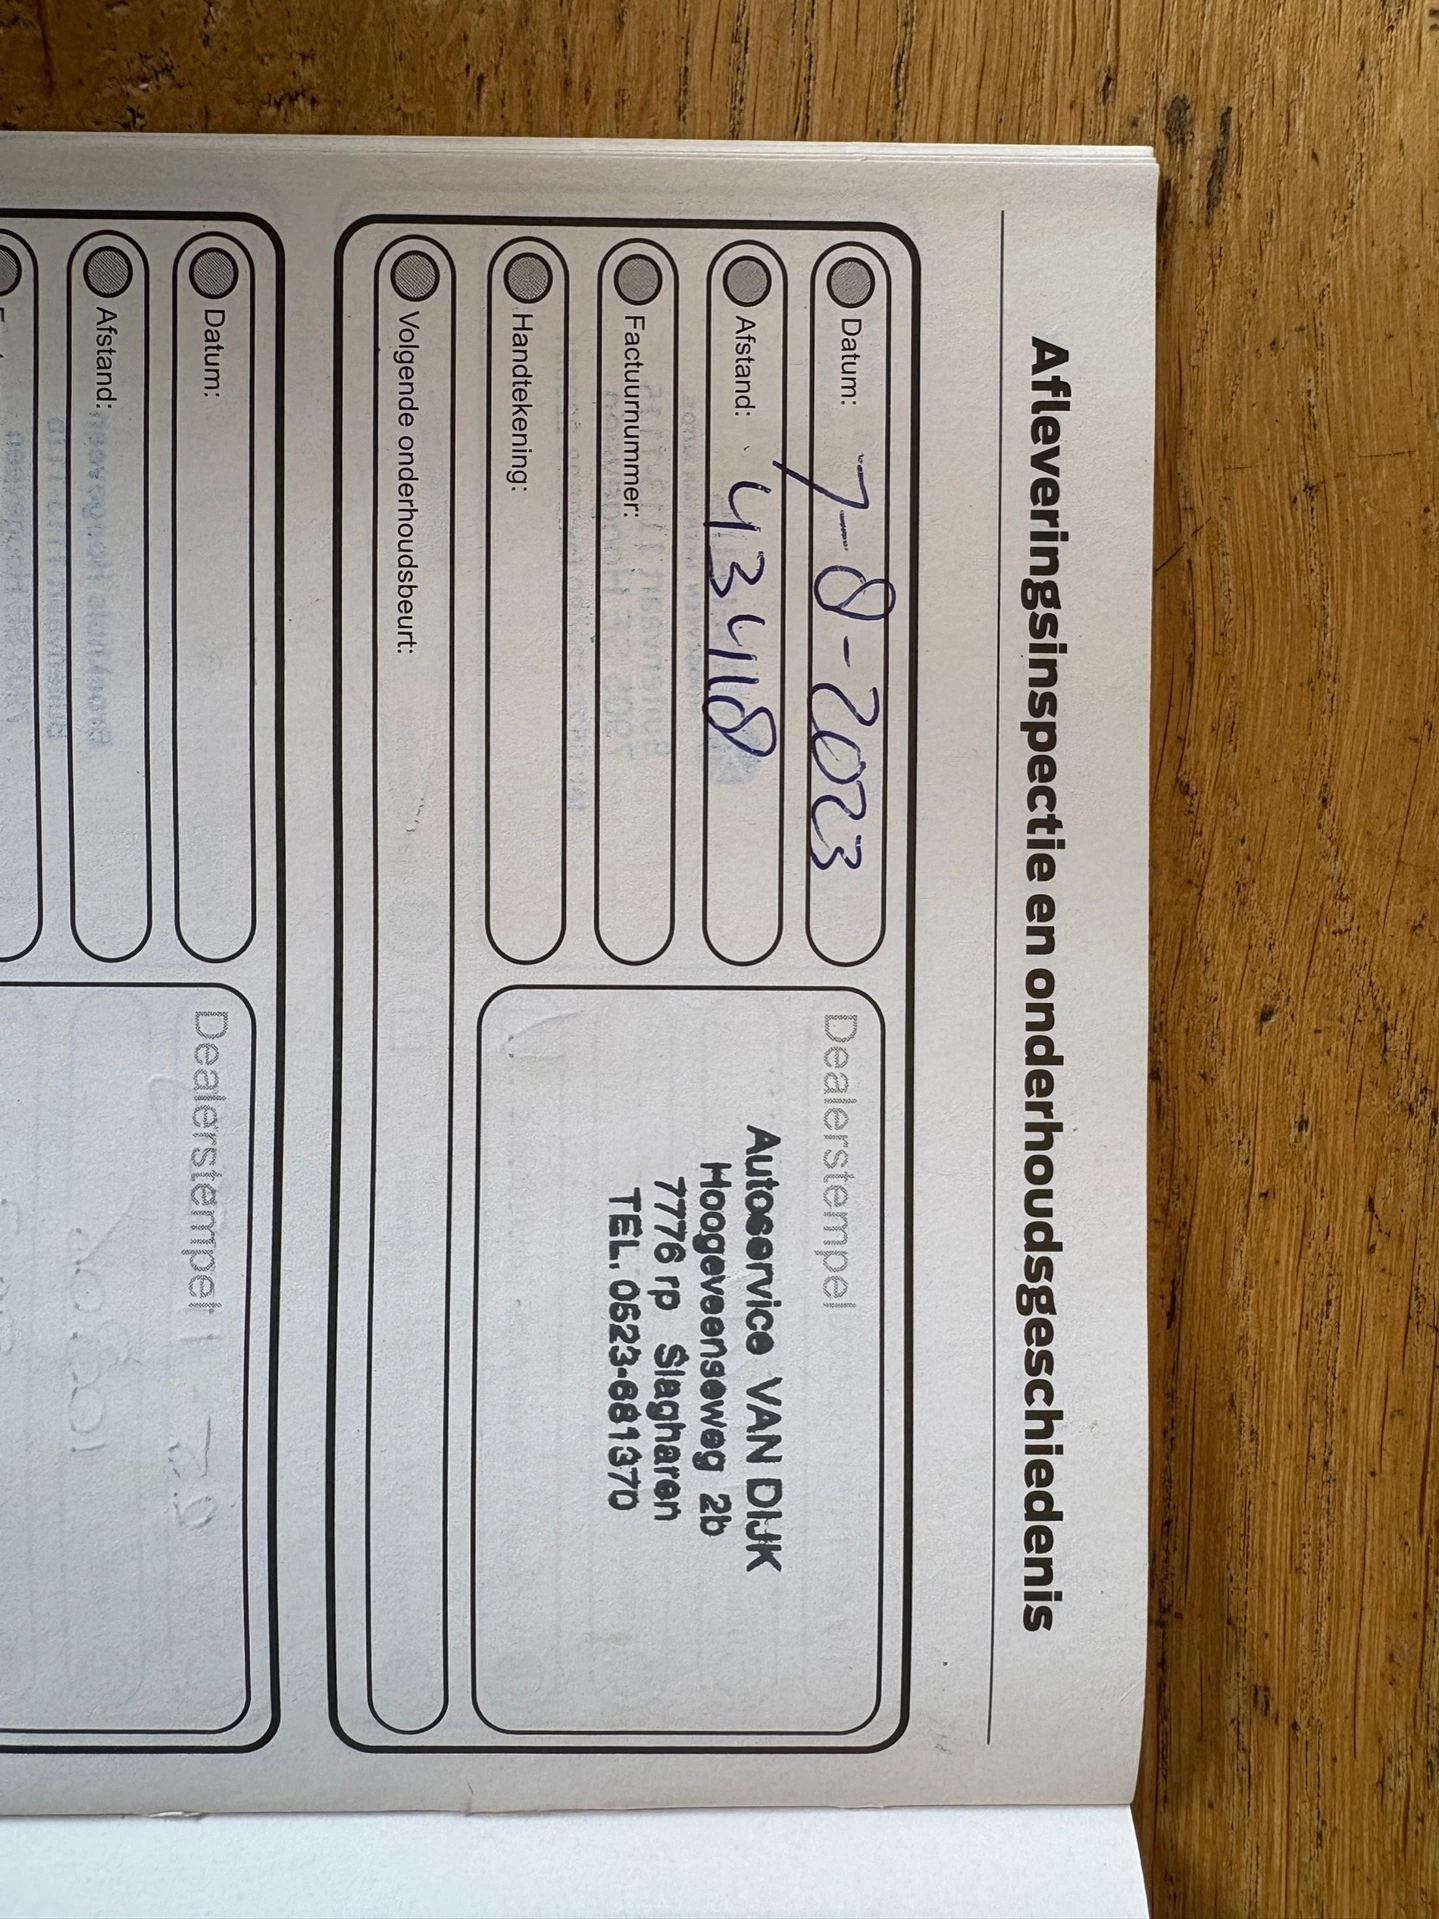 Afleveringsinspectie en onderhoudsgeschiedenis
Datum: 7-8-2023
Afstand: 43418
Factuurnummer:
Handtekening:
Volgende onderhoudsbeurt:
Dealerstempel
Autoservice VAN DIJK
Hoogeveenseweg 2b
7776 rp Slagharen
TEL. 0523-681370
Datum:
Afstand:
Dealerstempel